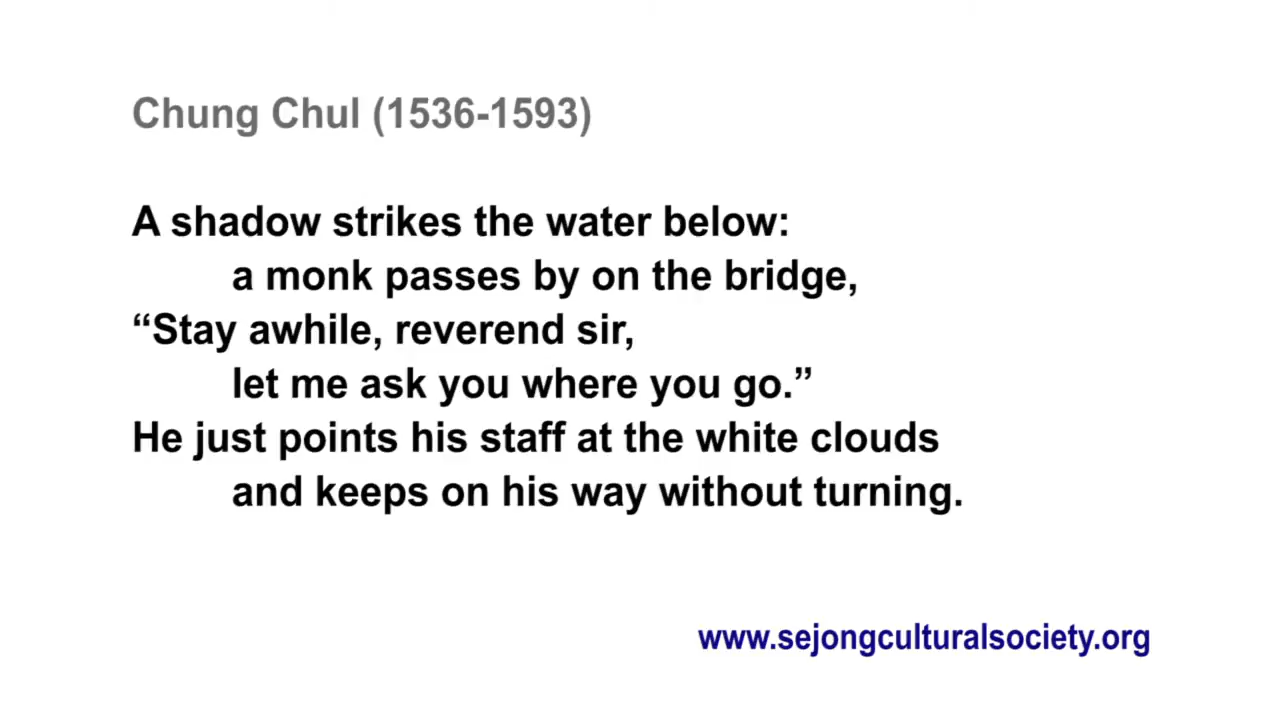 Chung Chul (1536-1593)
A shadow strikes the water below:
a monk passes by on the bridge,
“Stay awhile, reverend sir,
let me ask you where you go.”
He just points his staff at the white clouds
and keeps on his way without turning.
www.sejongculturalsociety.org